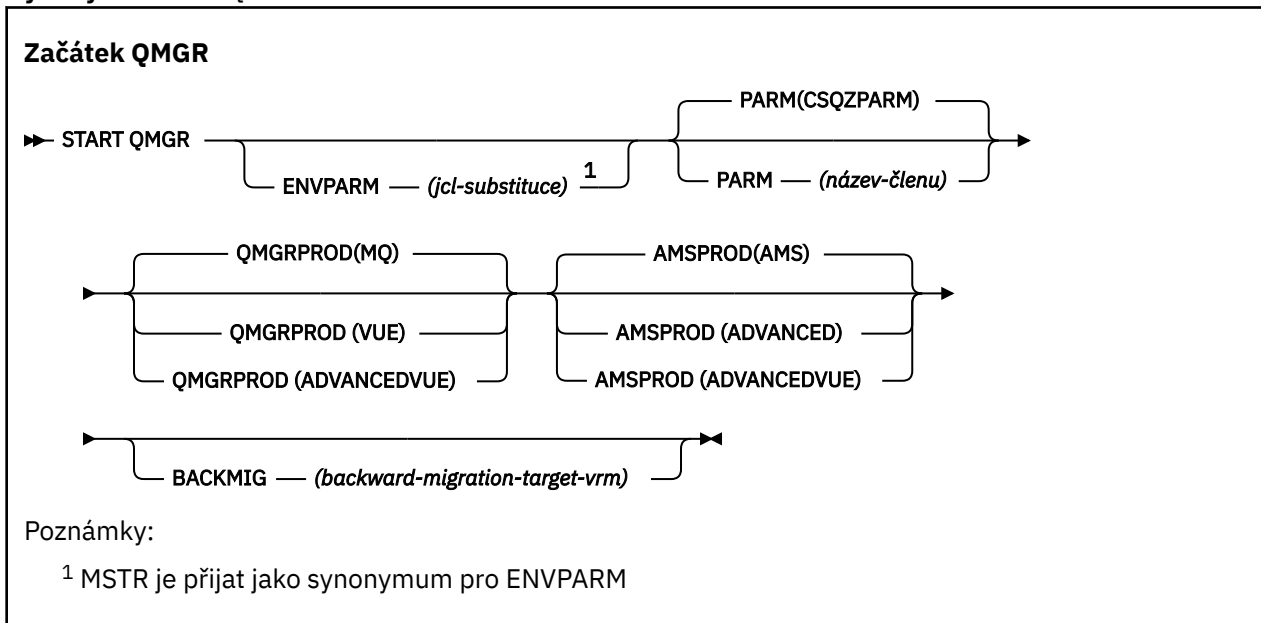 Začátek QMGR
PARM(CSQZPARM)
START QMGR
ENVPARM (jcl-substituce) 1
PARM (název-členu)
QMGRPROD(MQ) AMSPROD(AMS)
QMGRPROD (VUE) AMSPROD (ADVANCED)
QMGRPROD (ADVANCEDVUE) AMSPROD (ADVANCEDVUE)
BACKMIG (backward-migration-target-vrm)
Poznámky:
1 MSTR je přijat jako synonymum pro ENVPARM